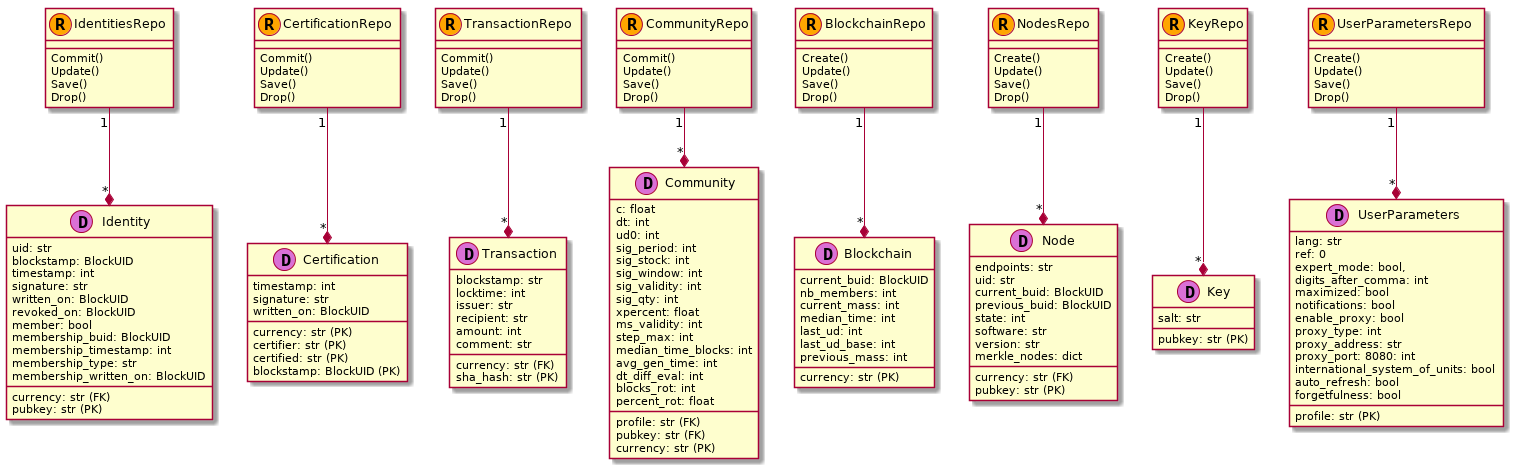 R IdentitiesRepo
Commit()
Update()
Save()
Drop()
1
*
D Identity
uid: str
blockstamp: BlockUID
timestamp: int
signature: str
written_on: BlockUID
revoked_on: BlockUID
member: bool
membership_buid: BlockUID
membership_timestamp: int
membership_type: str
membership_written_on: BlockUID
currency: str (FK)
pubkey: str (PK)
R CertificationRepo
Commit()
Update()
Save()
Drop()
1
*
D Certification
timestamp: int
signature: str
written_on: BlockUID
currency: str (PK)
certifier: str (PK)
certified: str (PK)
blockstamp: BlockUID (PK)
R TransactionRepo
Commit()
Update()
Save()
Drop()
1
*
D Transaction
blockstamp: str
locktime: int
issuer: str
recipient: str
amount: int
comment: str
currency: str (FK)
sha_hash: str (PK)
R CommunityRepo
Commit()
Update()
Save()
Drop()
1
*
D Community
c: float
dt: int
ud0: int
sig_period: int
sig_stock: int
sig_window: int
sig_validity: int
sig_qty: int
xpercent: float
ms_validity: int
step_max: int
median_time_blocks: int
avg_gen_time: int
dt_diff_eval: int
blocks_rot: int
percent_rot: float
profile: str (FK)
pubkey: str (FK)
currency: str (PK)
R BlockchainRepo
Create()
Update()
Save()
Drop()
1
*
D Blockchain
current_buid: BlockUID
nb_members: int
current_mass: int
median_time: int
last_ud: int
last_ud_base: int
previous_mass: int
currency: str (PK)
R NodesRepo
Create()
Update()
Save()
Drop()
1
*
D Node
endpoints: str
uid: str
current_buid: BlockUID
previous_buid: BlockUID
state: int
software: str
version: str
merkle_nodes: dict
currency: str (FK)
pubkey: str (PK)
R KeyRepo
Create()
Update()
Save()
Drop()
1
*
D Key
salt: str
pubkey: str (PK)
R UserParametersRepo
Create()
Update()
Save()
Drop()
1
*
D UserParameters
lang: str
ref: 0
expert_mode: bool,
digits_after_comma: int
maximized: bool
notifications: bool
enable_proxy: bool
proxy_type: int
proxy_address: str
proxy_port: 8080: int
international_system_of_units: bool
auto_refresh: bool
forgetfulness: bool
profile: str (PK)